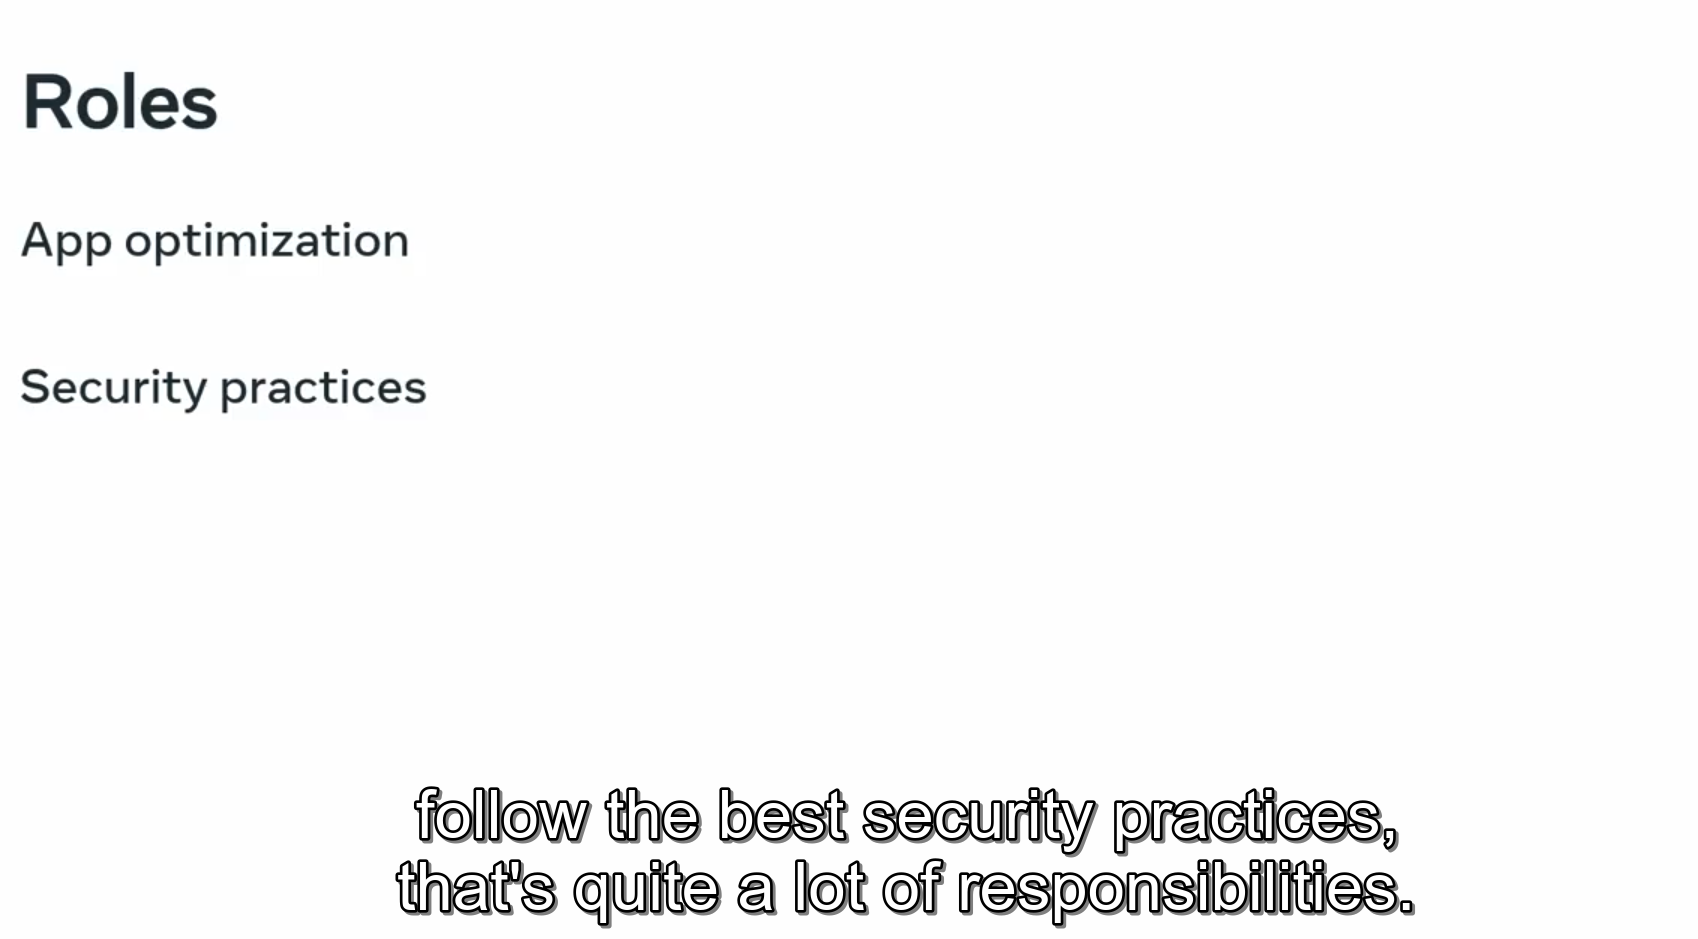 Roles
App optimization
Security practices
follow the best security practices,
that's quite a lot of responsibilities.